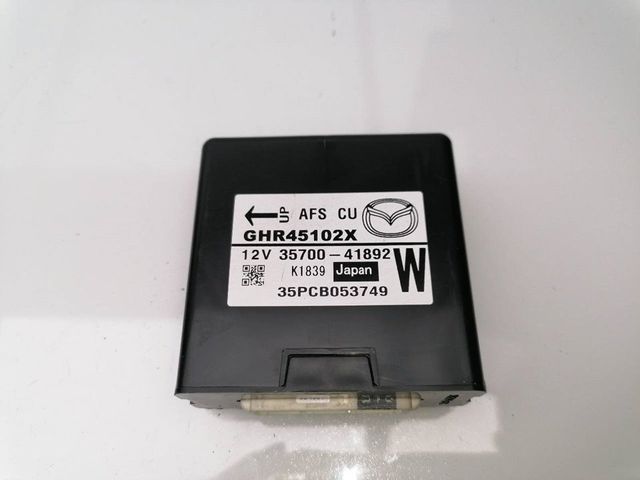 UP AFS CU
GHR45102X
12V 35700-41892
K1839 Japan W
35PCB053749